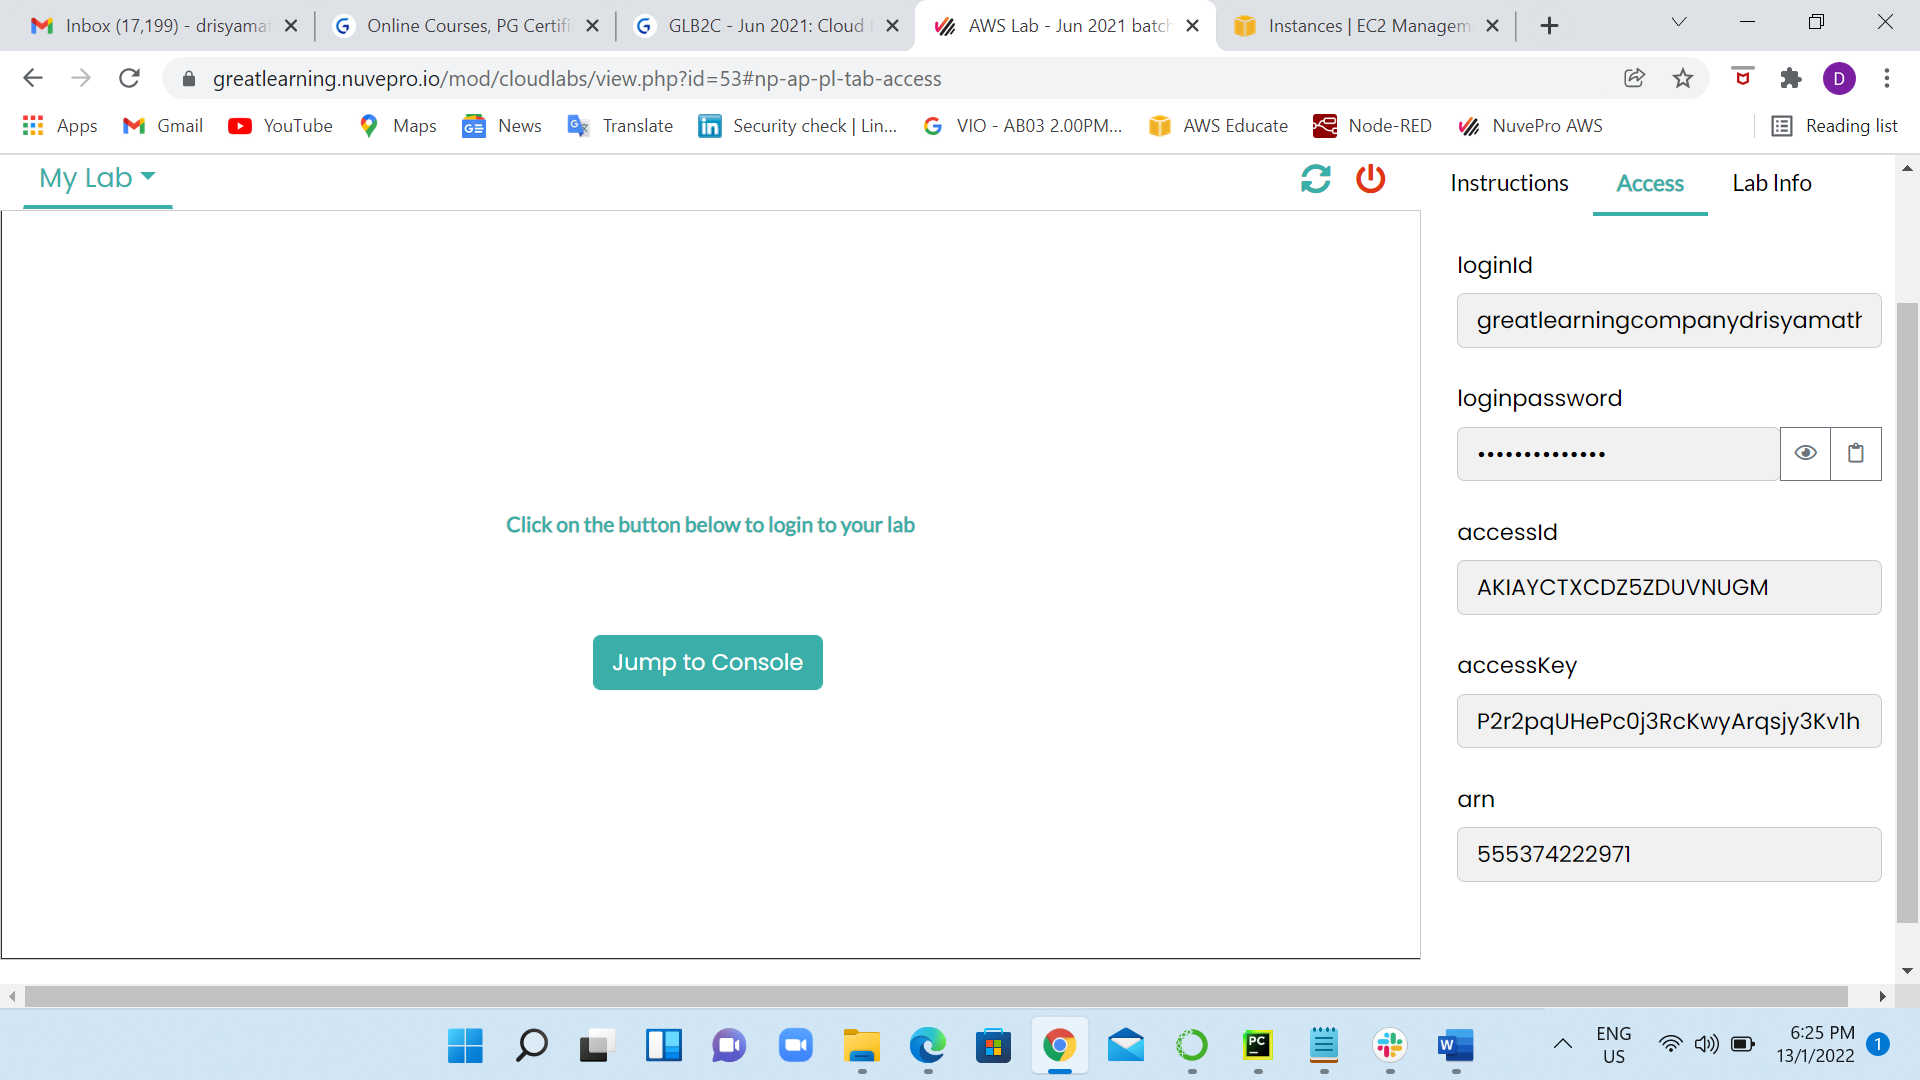 Inbox (17,199) - drisyamat
Online Courses, PG Certifi
GLB2C - Jun 2021: Cloud
AWS Lab - Jun 2021 batch
Instances | EC2 Managem
greatlearning.nuvepro.io/mod/cloudlabs/view.php?id=53#np-ap-pl-tab-access
D
Apps
Gmail
YouTube
Maps
News
Translate
Security check | Lin...
VIO - AB03 2.00PM...
AWS Educate
Node-RED
NuvePro AWS
Reading list
My Lab
Instructions
Access
Lab Info
Click on the button below to login to your lab
Jump to Console
loginId
greatlearningcompanydrisyamath
loginpassword
••••••••••••••
accessId
AKIAYCTXCDZ5ZDUVNUGM
accessKey
P2r2pqUHePc0j3RcKwyArqsjy3Kv1h
arn
555374222971
ENG
US
6:25 PM
13/1/2022
1